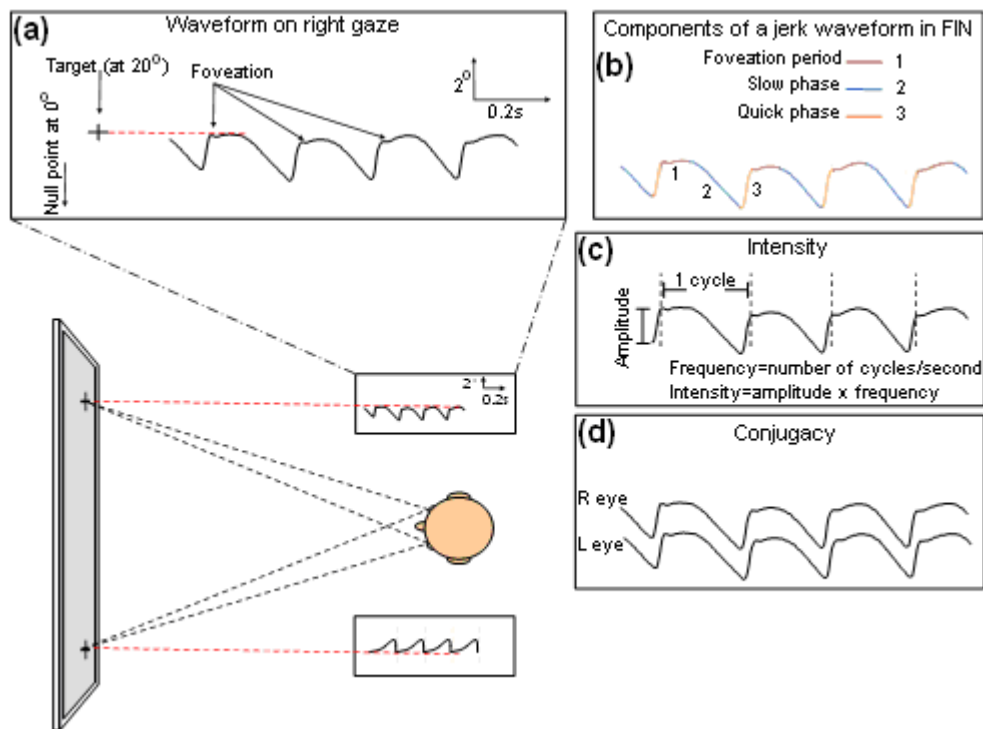 (a)
Waveform on right gaze
Target (at 20°)
Foveation
2°
0.2s
Null point at 0°
Components of a jerk waveform in FIN
(b)
Foveation period 1
Slow phase 2
Quick phase 3
1
2
3
(c)
Intensity
1 cycle
Amplitude
Frequency=number of cycles/second
Intensity=amplitude x frequency
2°
0.2s
(d)
Conjugacy
R eye
L eye